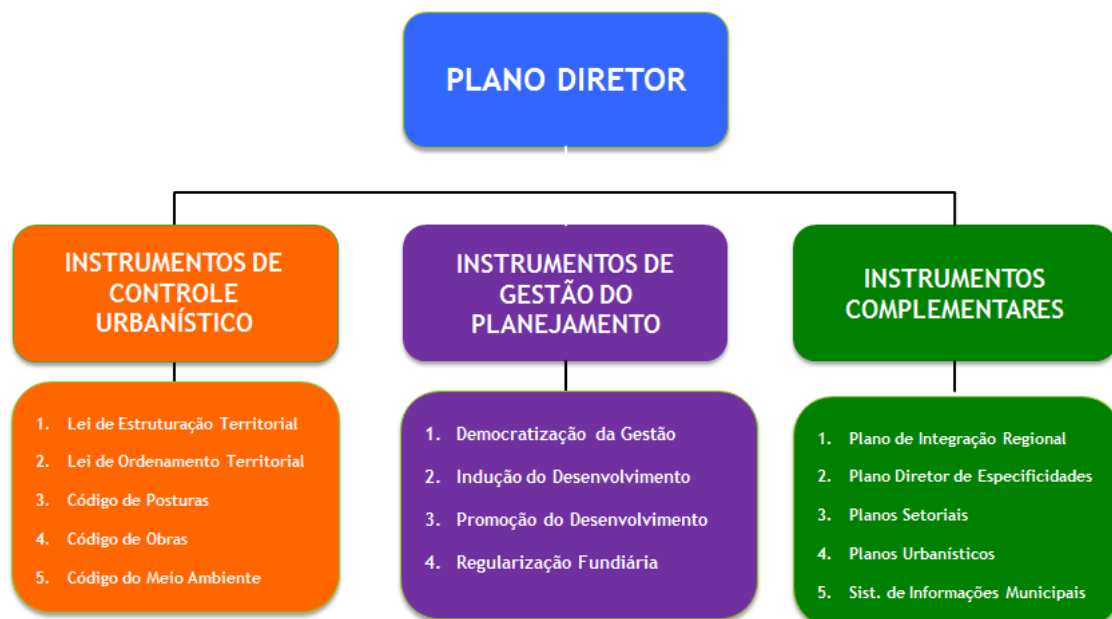 PLANO DIRETOR
INSTRUMENTOS DE
CONTROLE
URBANÍSTICO
1. Lei de Estruturação Territorial
2. Lei de Ordenamento Territorial
3. Código de Posturas
4. Código de Obras
5. Código do Meio Ambiente
INSTRUMENTOS DE
GESTÃO DO
PLANEJAMENTO
1. Democratização da Gestão
2. Indução do Desenvolvimento
3. Promoção do Desenvolvimento
4. Regularização Fundiária
INSTRUMENTOS
COMPLEMENTARES
1. Plano de Integração Regional
2. Plano Diretor de Especificidades
3. Planos Setoriais
4. Planos Urbanísticos
5. Sist. de Informações Municipais